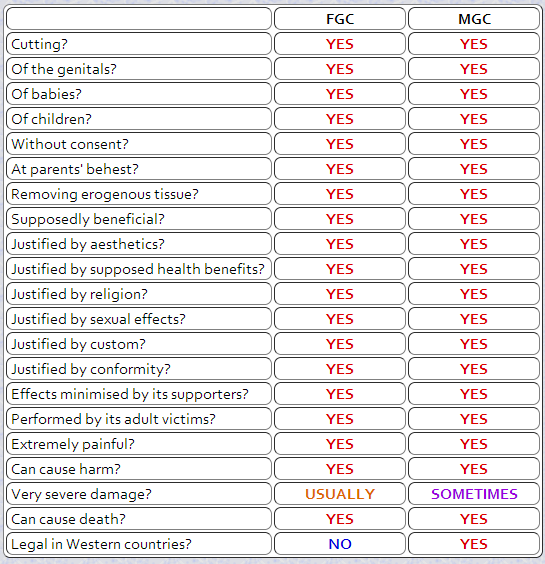 FGC MGC
Cutting? YES YES
Of the genitals? YES YES
Of babies? YES YES
Of children? YES YES
Without consent? YES YES
At parents' behest? YES YES
Removing erogenous tissue? YES YES
Supposedly beneficial? YES YES
Justified by aesthetics? YES YES
Justified by supposed health benefits? YES YES
Justified by religion? YES YES
Justified by sexual effects? YES YES
Justified by custom? YES YES
Justified by conformity? YES YES
Effects minimised by its supporters? YES YES
Performed by its adult victims? YES YES
Extremely painful? YES YES
Can cause harm? YES YES
Very severe damage? USUALLY SOMETIMES
Can cause death? YES YES
Legal in Western countries? NO YES